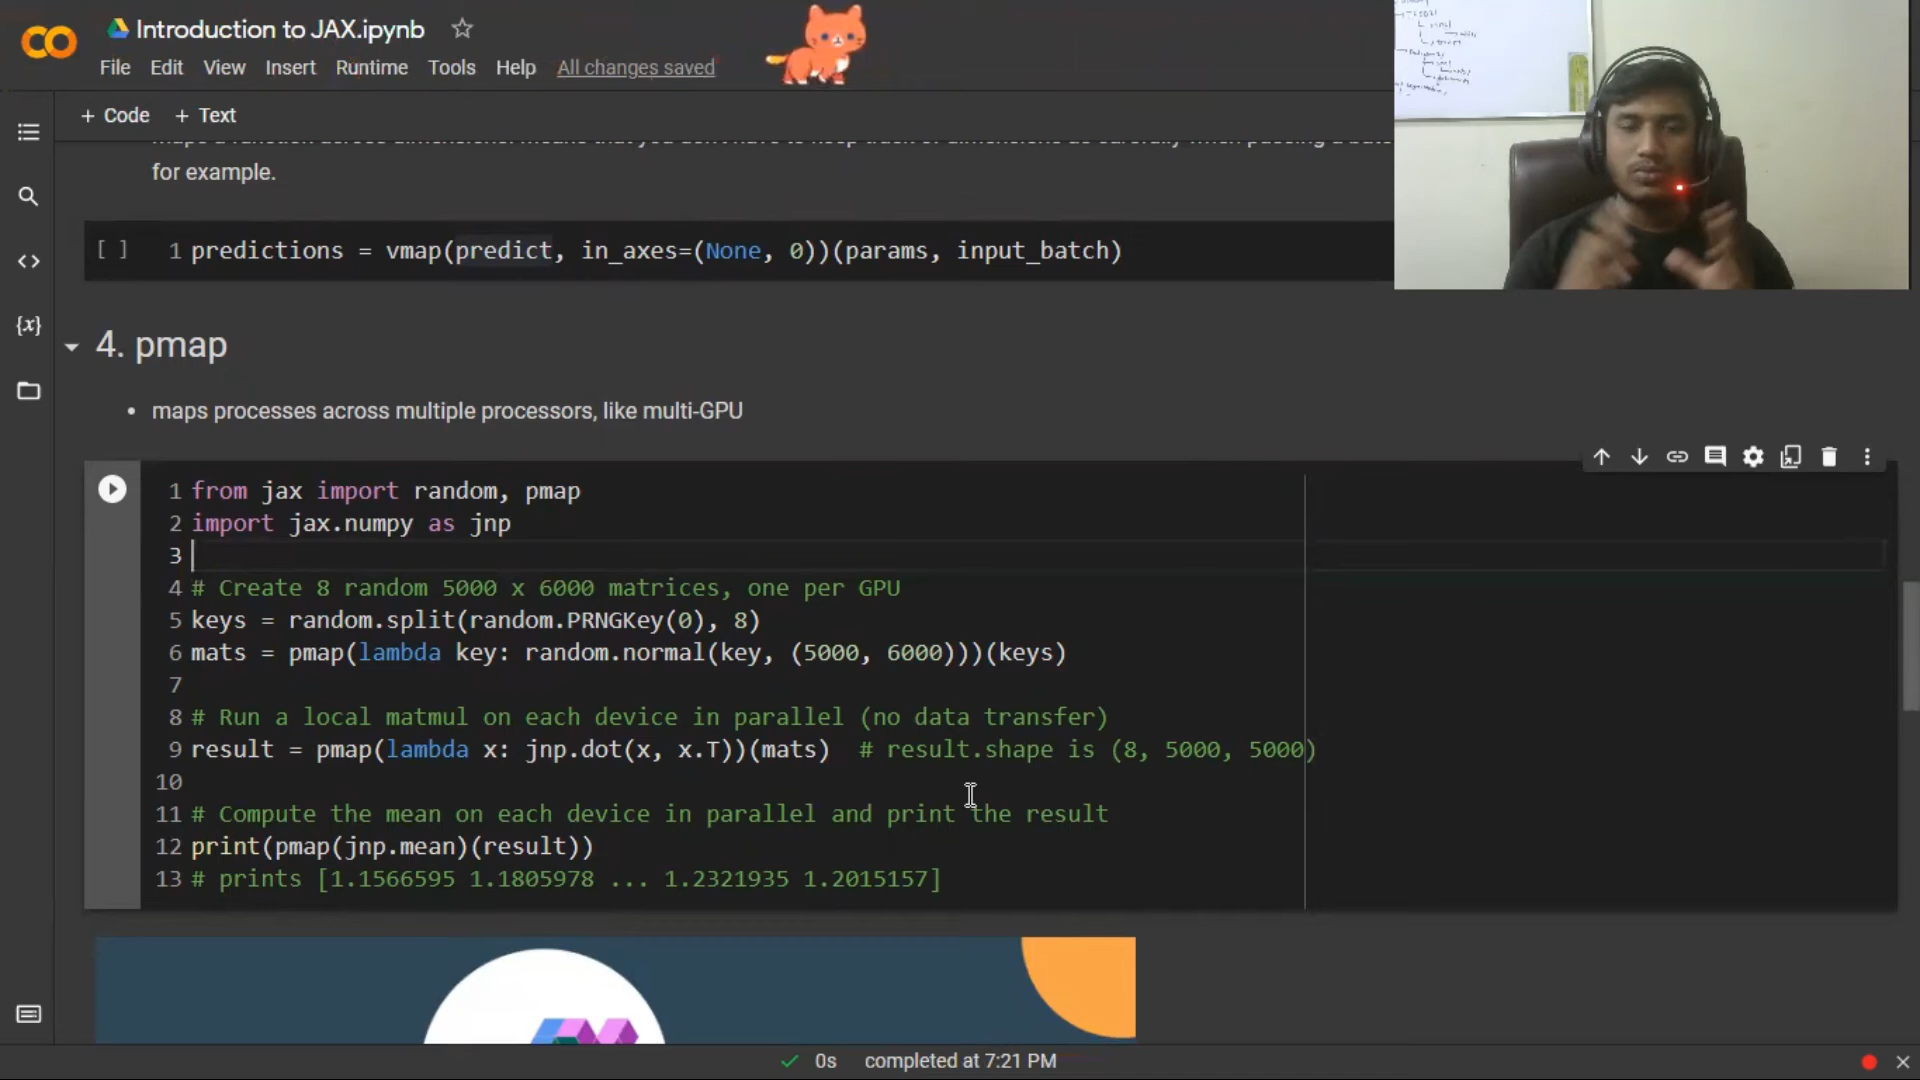 Introduction to JAX.ipynb
File Edit View Insert Runtime Tools Help All changes saved
+ Code + Text
for example.
[ ] 1 predictions = vmap(predict, in_axes=(None, 0))(params, input_batch)
4. pmap
• maps processes across multiple processors, like multi-GPU
1 from jax import random, pmap
2 import jax.numpy as jnp
3
4 # Create 8 random 5000 x 6000 matrices, one per GPU
5 keys = random.split(random.PRNGKey(0), 8)
6 mats = pmap(lambda key: random.normal(key, (5000, 6000)))(keys)
7
8 # Run a local matmul on each device in parallel (no data transfer)
9 result = pmap(lambda x: jnp.dot(x, x.T))(mats)  # result.shape is (8, 5000, 5000)
10
11 # Compute the mean on each device in parallel and print the result
12 print(pmap(jnp.mean)(result))
13 # prints [1.1566595 1.1805978 ... 1.2321935 1.2015157]
0s completed at 7:21 PM